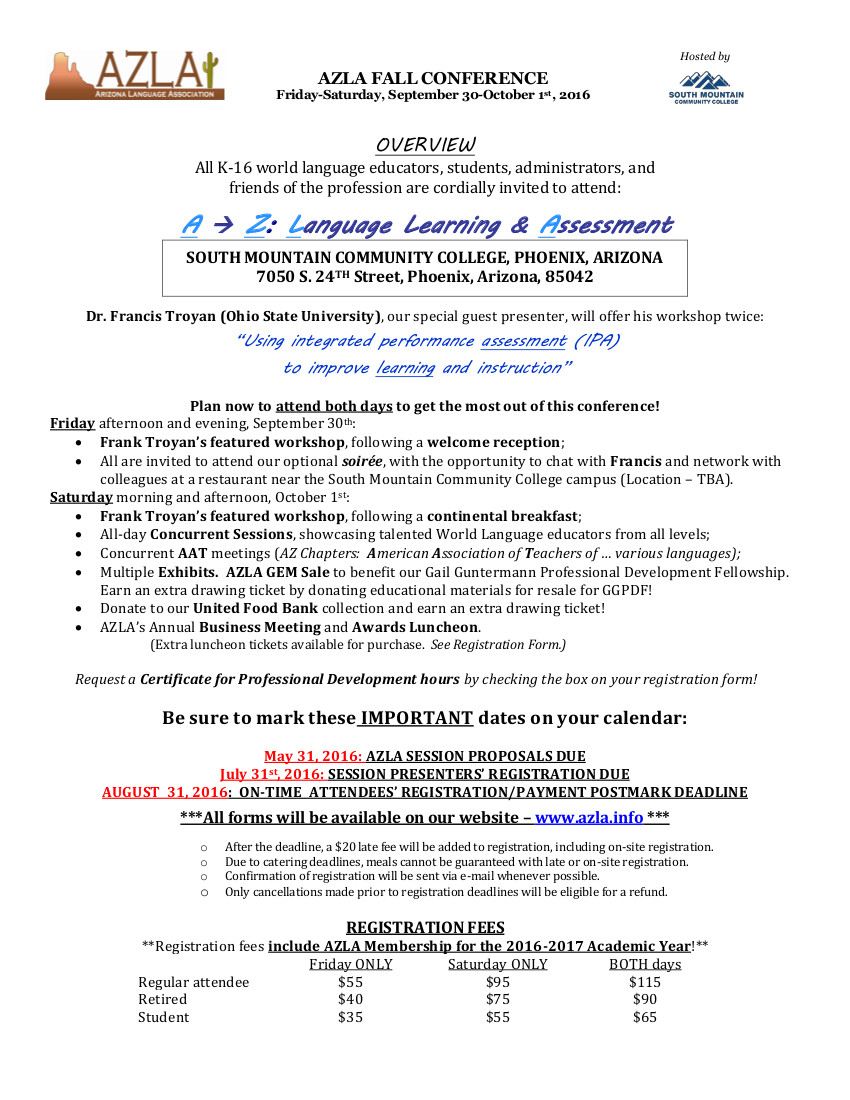 AZLA
ARIZONA LANGUAGE ASSOCIATION
Hosted by
SOUTH MOUNTAIN
COMMUNITY COLLEGE
AZLA FALL CONFERENCE
Friday-Saturday, September 30-October 1st, 2016
OVERVIEW
All K-16 world language educators, students, administrators, and
friends of the profession are cordially invited to attend:
A → Z: Language Learning & Assessment
SOUTH MOUNTAIN COMMUNITY COLLEGE, PHOENIX, ARIZONA
7050 S. 24TH Street, Phoenix, Arizona, 85042
Dr. Francis Troyan (Ohio State University), our special guest presenter, will offer his workshop twice:
“Using integrated performance assessment (IPA)
to improve learning and instruction”
Plan now to attend both days to get the most out of this conference!
Friday afternoon and evening, September 30th:
• Frank Troyan’s featured workshop, following a welcome reception;
• All are invited to attend our optional soirée, with the opportunity to chat with Francis and network with
colleagues at a restaurant near the South Mountain Community College campus (Location – TBA).
Saturday morning and afternoon, October 1st:
• Frank Troyan’s featured workshop, following a continental breakfast;
• All-day Concurrent Sessions, showcasing talented World Language educators from all levels;
• Concurrent AAT meetings (AZ Chapters: American Association of Teachers of … various languages);
• Multiple Exhibits. AZLA GEM Sale to benefit our Gail Guntermann Professional Development Fellowship.
Earn an extra drawing ticket by donating educational materials for resale for GGPDF!
• Donate to our United Food Bank collection and earn an extra drawing ticket!
• AZLA’s Annual Business Meeting and Awards Luncheon.
(Extra luncheon tickets available for purchase. See Registration Form.)
Request a Certificate for Professional Development hours by checking the box on your registration form!
Be sure to mark these IMPORTANT dates on your calendar:
May 31, 2016: AZLA SESSION PROPOSALS DUE
July 31st, 2016: SESSION PRESENTERS’ REGISTRATION DUE
AUGUST 31, 2016: ON-TIME ATTENDEES’ REGISTRATION/PAYMENT POSTMARK DEADLINE
***All forms will be available on our website – www.azla.info ***
o After the deadline, a $20 late fee will be added to registration, including on-site registration.
o Due to catering deadlines, meals cannot be guaranteed with late or on-site registration.
o Confirmation of registration will be sent via e-mail whenever possible.
o Only cancellations made prior to registration deadlines will be eligible for a refund.
REGISTRATION FEES
**Registration fees include AZLA Membership for the 2016-2017 Academic Year!**
Friday ONLY Saturday ONLY BOTH days
Regular attendee $55 $95 $115
Retired $40 $75 $90
Student $35 $55 $65